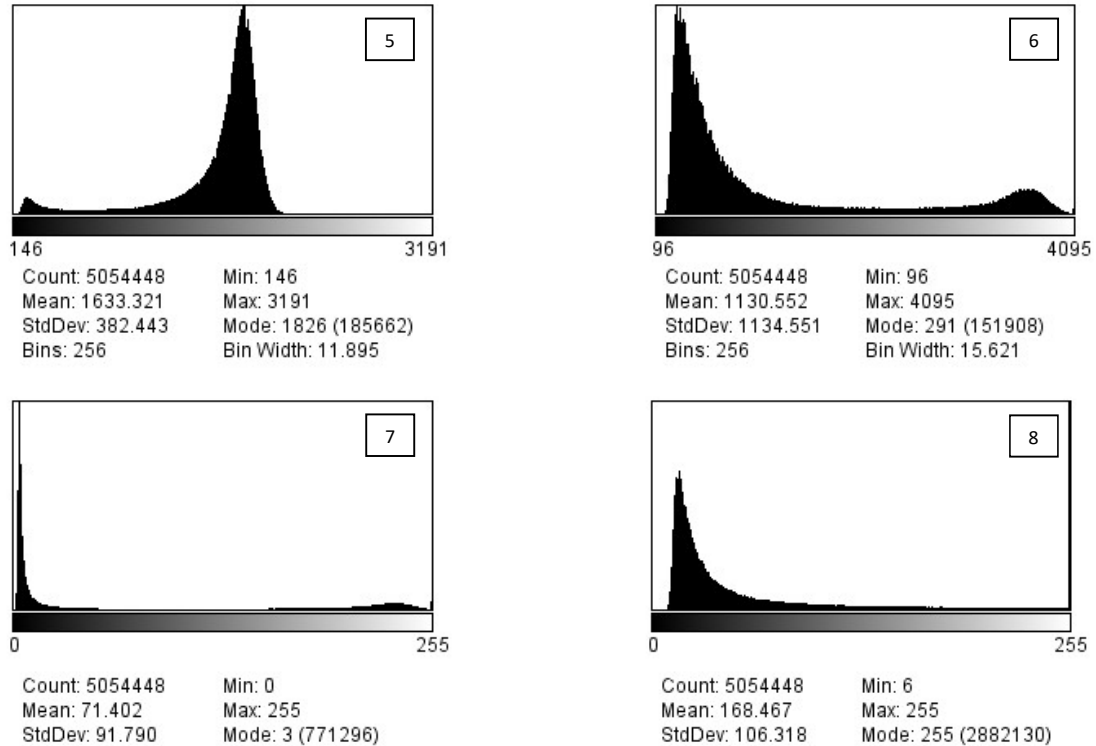 5
146 3191
Count: 5054448 Min: 146
Mean: 1633.321 Max: 3191
StdDev: 382.443 Mode: 1826 (185662)
Bins: 256 Bin Width: 11.895
6
96 4095
Count: 5054448 Min: 96
Mean: 1130.552 Max: 4095
StdDev: 1134.551 Mode: 291 (151908)
Bins: 256 Bin Width: 15.621
7
0 255
Count: 5054448 Min: 0
Mean: 71.402 Max: 255
StdDev: 91.790 Mode: 3 (771296)
8
0 255
Count: 5054448 Min: 6
Mean: 168.467 Max: 255
StdDev: 106.318 Mode: 255 (2882130)